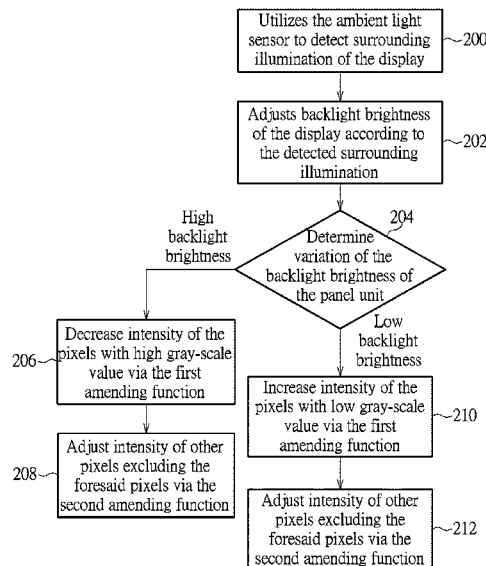 Utilizes the ambient light
sensor to detect surrounding
illumination of the display
200
Adjusts backlight brightness
of the display according to
the detected surrounding
illumination
202
204
Determine
variation of the
backlight brightness of
the panel unit
High
backlight
brightness
Low
backlight
brightness
206
Decrease intensity of the
pixels with high gray-scale
value via the first
amending function
208
Adjust intensity of other
pixels excluding the
foresaid pixels via the
second amending function
Increase intensity of the
pixels with low gray-scale
value via the first
amending function
210
Adjust intensity of other
pixels excluding the
foresaid pixels via the
second amending function
212